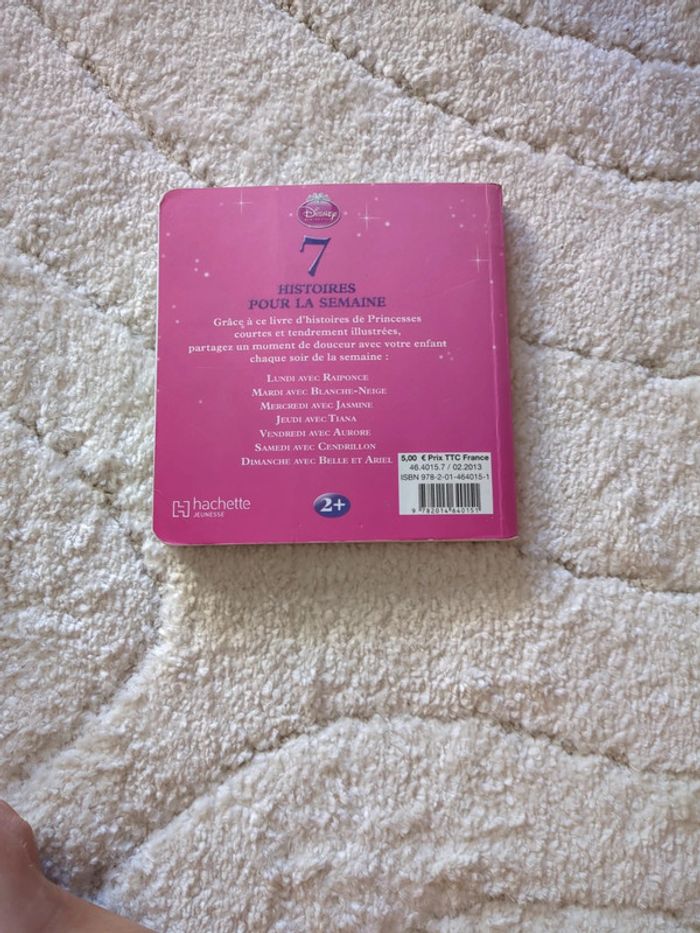 Disney
7
HISTOIRES
POUR LA SEMAINE
Grâce à ce livre d'histoires de Princesses
courtes et tendrement illustrées,
partagez un moment de douceur avec votre enfant
chaque soir de la semaine :
LUNDI AVEC RAIPONCE
MARDI AVEC BLANCHE-NEIGE
MERCREDI AVEC JASMINE
JEUDI AVEC TIANA
VENDREDI AVEC AURORE
SAMEDI AVEC CENDRILLON
DIMANCHE AVEC BELLE ET ARIEL
5,00 € Prix TTC France
46.4015.7 / 02.2013
ISBN 978-2-01-464015-1
9 782014 640151
hachette
JEUNESSE
2+